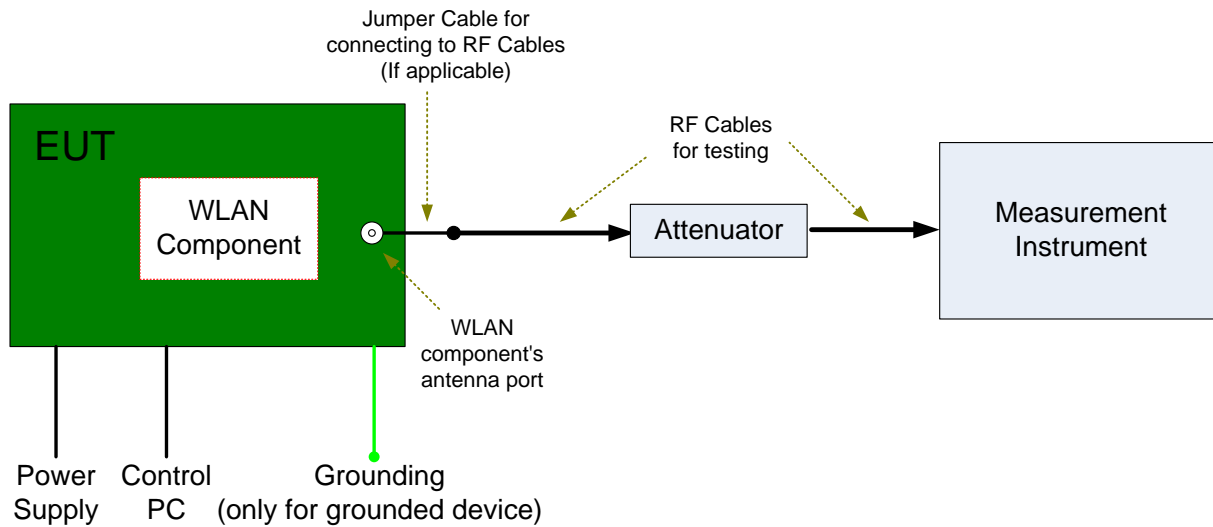 Jumper Cable for
connecting to RF Cables
(If applicable)
EUT
WLAN
Component
RF Cables
for testing
Attenuator
Measurement
Instrument
WLAN
component's
antenna port
Power
Supply
Control
PC
Grounding
(only for grounded device)